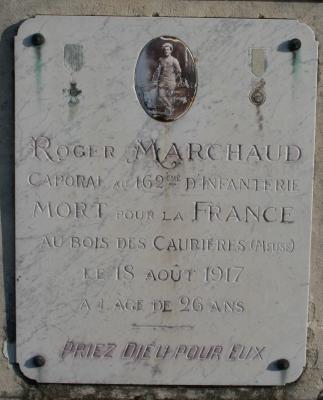 ROGER MARCHAUD
CAPORAL AU 162ÈME D'INFANTERIE
MORT POUR LA FRANCE
AU BOIS DES CAURIÈRES (MEUSE)
LE 18 AOÛT 1917
A L'AGE DE 26 ANS
PRIEZ DIEU POUR EUX